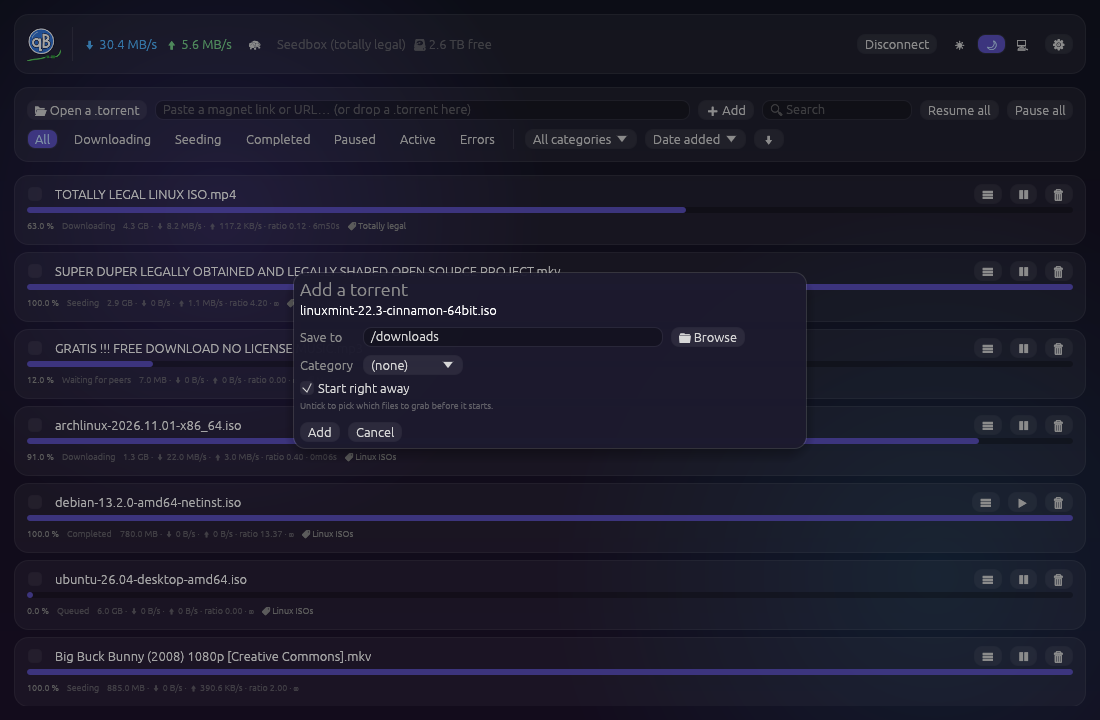 qB 30.4 MB/s 5.6 MB/s Seedbox (totally legal) 2.6 TB free Disconnect
Open a .torrent Paste a magnet link or URL... (or drop a .torrent here) + Add Search Resume all Pause all
All Downloading Seeding Completed Paused Active Errors All categories Date added
TOTALLY LEGAL LINUX ISO.mp4
63.0 % Downloading 4.3 GB · 8.2 MB/s · 117.2 KB/s · ratio 0.12 · 6m50s Totally legal
SUPER DUPER LEGALLY OBTAINED AND LEGALLY SHARED OPEN SOURCE PROJECT.mkv
100.0 % Seeding 2.9 GB · 0 B/s · 1.1 MB/s · ratio 4.20 · ∞
GRATIS !!! FREE DOWNLOAD NO LICENSE
12.0 % Waiting for peers 7.0 MB · 0 B/s · 0 B/s · ratio 0.00 ·
Add a torrent
linuxmint-22.3-cinnamon-64bit.iso
Save to /downloads Browse
Category (none)
Start right away
Untick to pick which files to grab before it starts.
Add Cancel
archlinux-2026.11.01-x86_64.iso
91.0 % Downloading 1.3 GB · 22.0 MB/s · 3.0 MB/s · ratio 0.40 · 0m06s Linux ISOs
debian-13.2.0-amd64-netinst.iso
100.0 % Completed 780.0 MB · 0 B/s · 0 B/s · ratio 13.37 · ∞ Linux ISOs
ubuntu-26.04-desktop-amd64.iso
0.0 % Queued 6.0 GB · 0 B/s · 0 B/s · ratio 0.00 · ∞ Linux ISOs
Big Buck Bunny (2008) 1080p [Creative Commons].mkv
100.0 % Seeding 885.0 MB · 0 B/s · 390.6 KB/s · ratio 2.00 · ∞